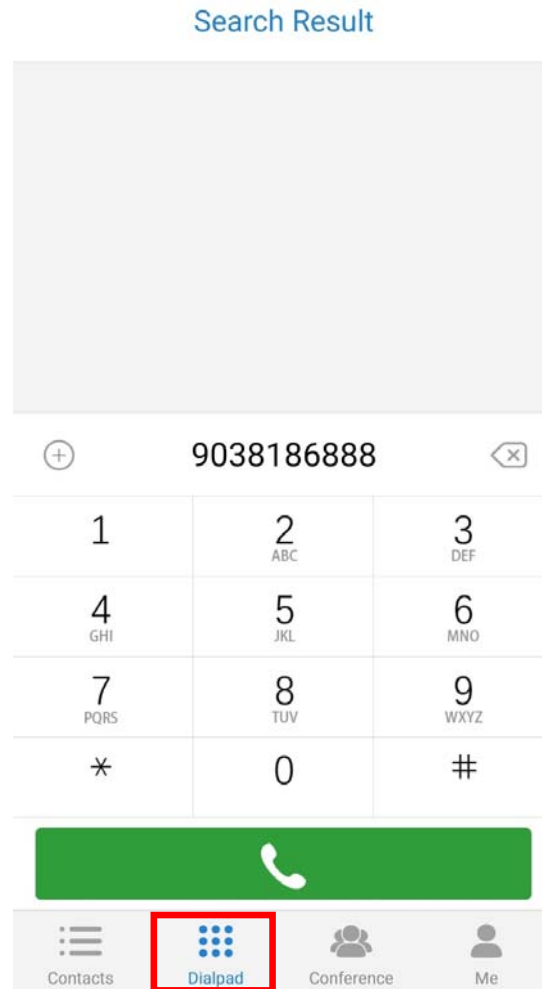 Search Result
9038186888
1 2 3
ABC DEF
4 5 6
GHI JKL MNO
7 8 9
PQRS TUV WXYZ
* 0 #
Contacts Dialpad Conference Me